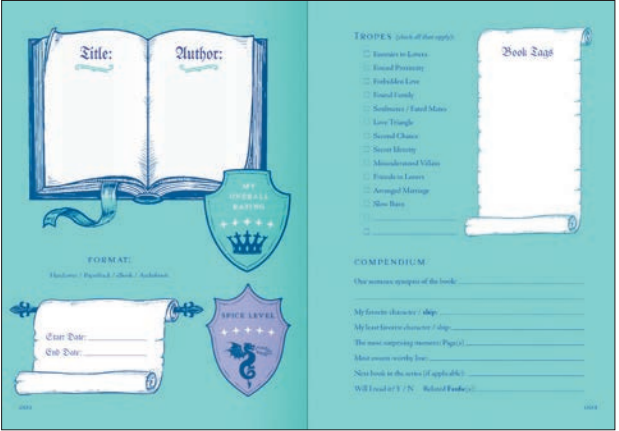 Title:
Author:
MY
OVERALL
RATING
FORMAT:
Hardcover / Paperback / eBook / Audiobook
SPICE LEVEL
Start Date:
End Date:
TROPES (check all that apply):
Enemies to Lovers
Forced Proximity
Forbidden Love
Found Family
Soulmates / Fated Mates
Love Triangle
Second Chance
Secret Identity
Misunderstood Villain
Friends to Lovers
Arranged Marriage
Slow Burn
Book Tags
COMPENDIUM
One sentence synopsis of the book:
My favorite character / ship:
My least favorite character / ship:
The most surprising moment: Page(s)
Most swoon-worthy line:
Next book in the series (if applicable):
Will I read it? Y / N Related